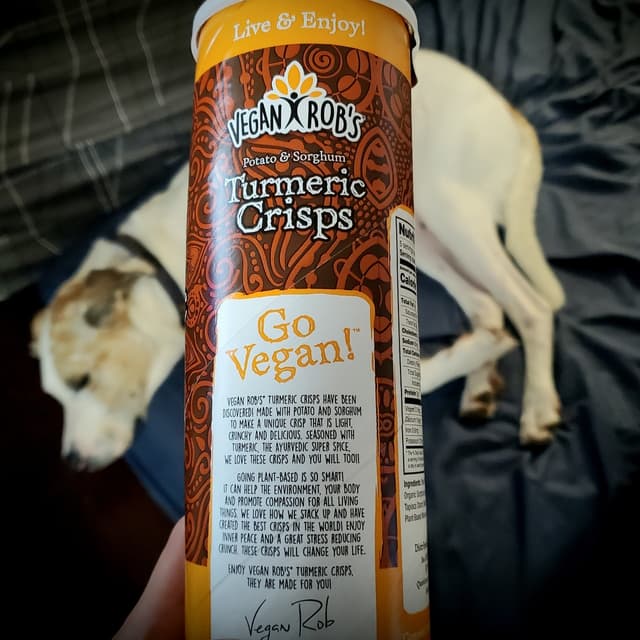 Live & Enjoy!
VEGAN ROB'S
Potato & Sorghum
Turmeric
Crisps
Go
Vegan!™
VEGAN ROB'S® TURMERIC CRISPS HAVE BEEN
DISCOVERED! MADE WITH POTATO AND SORGHUM
TO MAKE A UNIQUE CRISP THAT IS LIGHT,
CRUNCHY AND DELICIOUS. SEASONED WITH
TURMERIC, THE AYURVEDIC SUPER SPICE,
WE LOVE THESE CRISPS AND YOU WILL TOO!!
GOING PLANT-BASED IS SO SMART!
IT CAN HELP THE ENVIRONMENT, YOUR BODY
AND PROMOTE COMPASSION FOR ALL LIVING
THINGS. WE LOVE HOW WE STACK UP AND HAVE
CREATED THE BEST CRISPS IN THE WORLD! ENJOY
INNER PEACE AND A GREAT STRESS REDUCING
CRUNCH. THESE CRISPS WILL CHANGE YOUR LIFE.
ENJOY VEGAN ROB'S® TURMERIC CRISPS,
THEY ARE MADE FOR YOU!
Vegan Rob